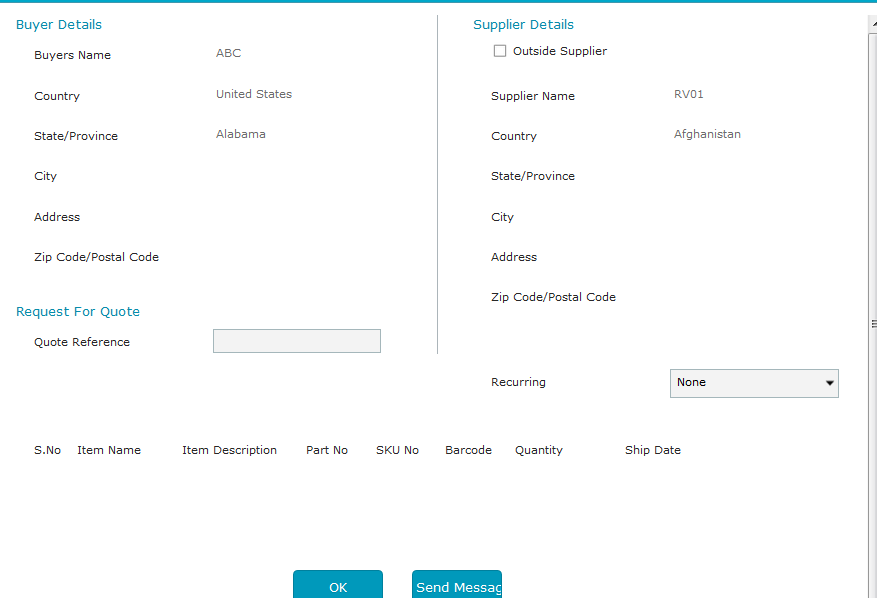 Buyer Details
Buyers Name ABC
Country United States
State/Province Alabama
City
Address
Zip Code/Postal Code
Supplier Details
Outside Supplier
Supplier Name RV01
Country Afghanistan
State/Province
City
Address
Zip Code/Postal Code
Request For Quote
Quote Reference
Recurring None
S.No Item Name Item Description Part No SKU No Barcode Quantity Ship Date
OK Send Messag